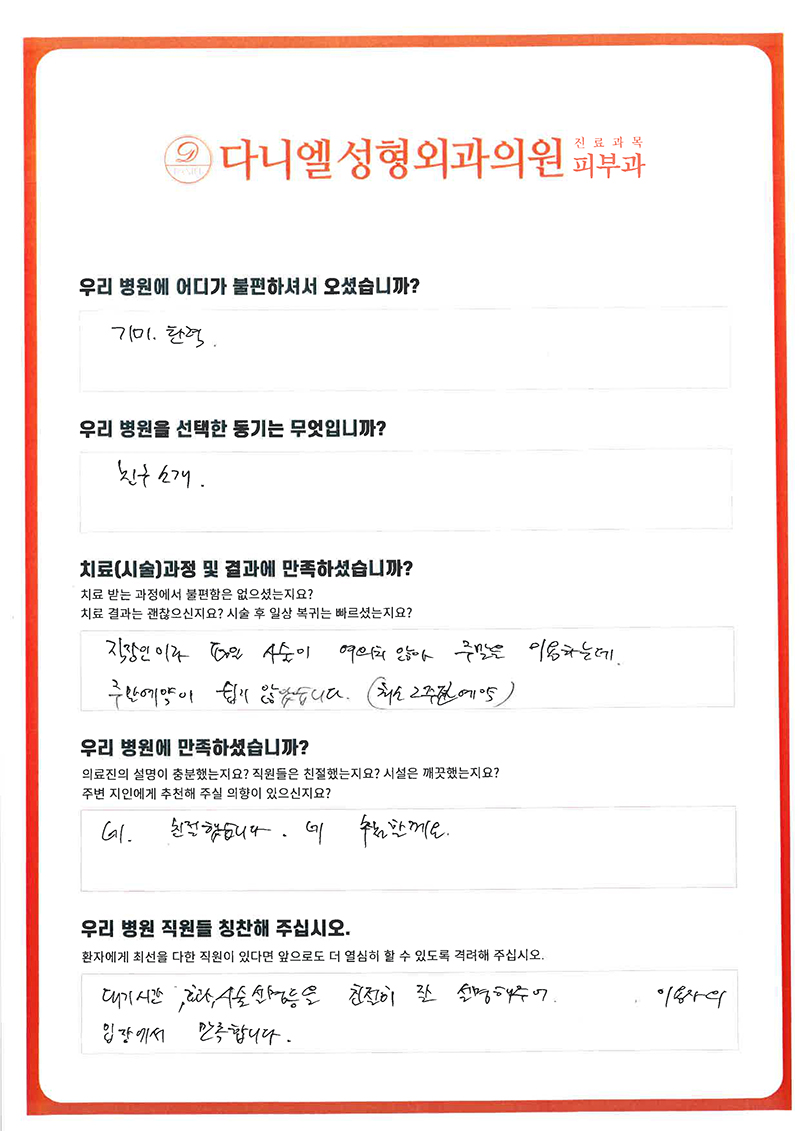 다니엘성형외과의원 진료과목 피부과
우리 병원에 어디가 불편하셔서 오셨습니까?
기미. 탄력.
우리 병원을 선택한 동기는 무엇입니까?
친구 소개.
치료(시술)과정 및 결과에 만족하셨습니까?
치료 받는 과정에서 불편함은 없으셨는지요?
치료 결과는 괜찮으신지요? 시술 후 일상 복귀는 빠르셨는지요?
직장인이라 평일 시술이 여의치 않아 주말을 이용하는데.
주말예약이 쉽지 않았습니다. (최소 2주전 예약)
우리 병원에 만족하셨습니까?
의료진의 설명이 충분했는지요? 직원들은 친절했는지요? 시설은 깨끗했는지요?
주변 지인에게 추천해 주실 의향이 있으신지요?
네. 친절했습니다. 네 추천할께요.
우리 병원 직원들 칭찬해 주십시오.
환자에게 최선을 다한 직원이 있다면 앞으로도 더 열심히 할 수 있도록 격려해 주십시오.
대기시간, 효과, 시술설명등을 친절히 잘 설명해주어. 이용자의
입장에서 만족합니다.